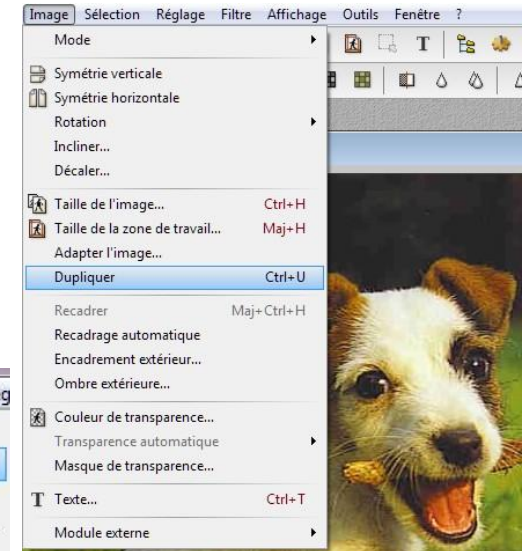 Image Sélection Réglage Filtre Affichage Outils Fenêtre ?
Mode
Symétrie verticale
Symétrie horizontale
Rotation
Incliner...
Décaler...
Taille de l'image... Ctrl+H
Taille de la zone de travail... Maj+H
Adapter l'image...
Dupliquer Ctrl+U
Recadrer Maj+Ctrl+H
Recadrage automatique
Encadrement extérieur...
Ombre extérieure...
Couleur de transparence...
Transparence automatique
Masque de transparence...
T Texte... Ctrl+T
Module externe